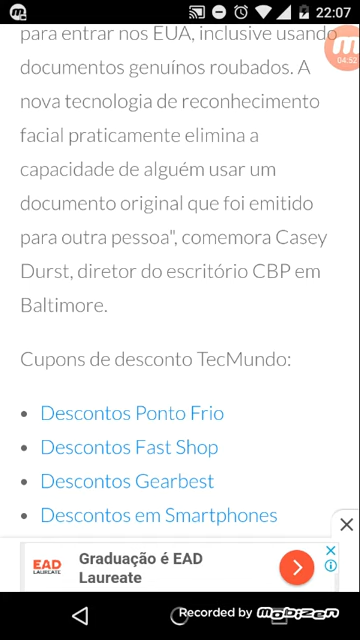 22:07
para entrar nos EUA, inclusive usando
04:52
documentos genuínos roubados. A
nova tecnologia de reconhecimento
facial praticamente elimina a
capacidade de alguém usar um
documento original que foi emitido
para outra pessoa", comemora Casey
Durst, diretor do escritório CBP em
Baltimore.
Cupons de desconto TecMundo:
• Descontos Ponto Frio
• Descontos Fast Shop
• Descontos Gearbest
• Descontos em Smartphones
EAD
LAUREATE
Graduação é EAD
Laureate
Recorded by mobizen